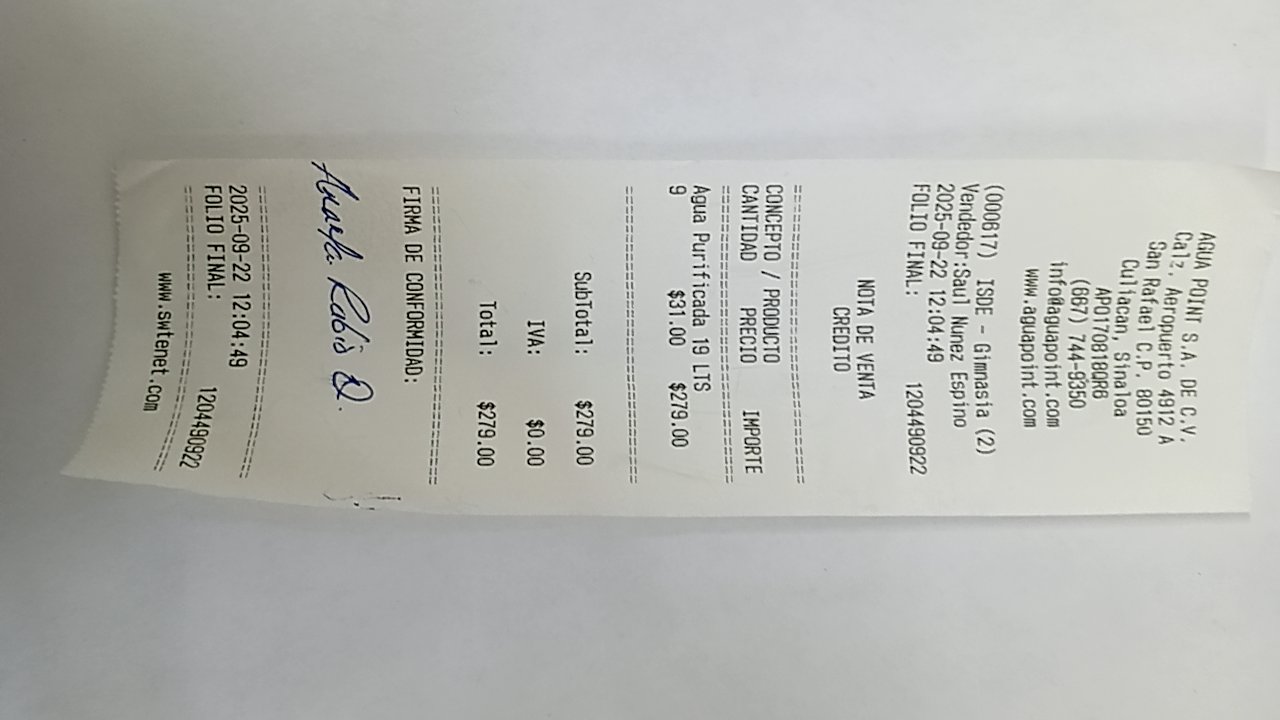 AGUA POINT S.A. DE C.V.
Calz. Aeropuerto 4912 A
San Rafael C.P. 80150
Culiacan, Sinaloa
APO170818QR6
(667) 744-9350
info@aguapoint.com
www.aguapoint.com
(000617) ISDE - Gimnasia (2)
Vendedor:Saul Nunez Espino
2025-09-22 12:04:49
FOLIO FINAL: 1204490922
NOTA DE VENTA
CREDITO
CONCEPTO / PRODUCTO
CANTIDAD PRECIO IMPORTE
Agua Purificada 19 LTS
9 $31.00 $279.00
SubTotal: $279.00
IVA: $0.00
Total: $279.00
FIRMA DE CONFORMIDAD:
2025-09-22 12:04:49
FOLIO FINAL: 1204490922
www.swtenet.com